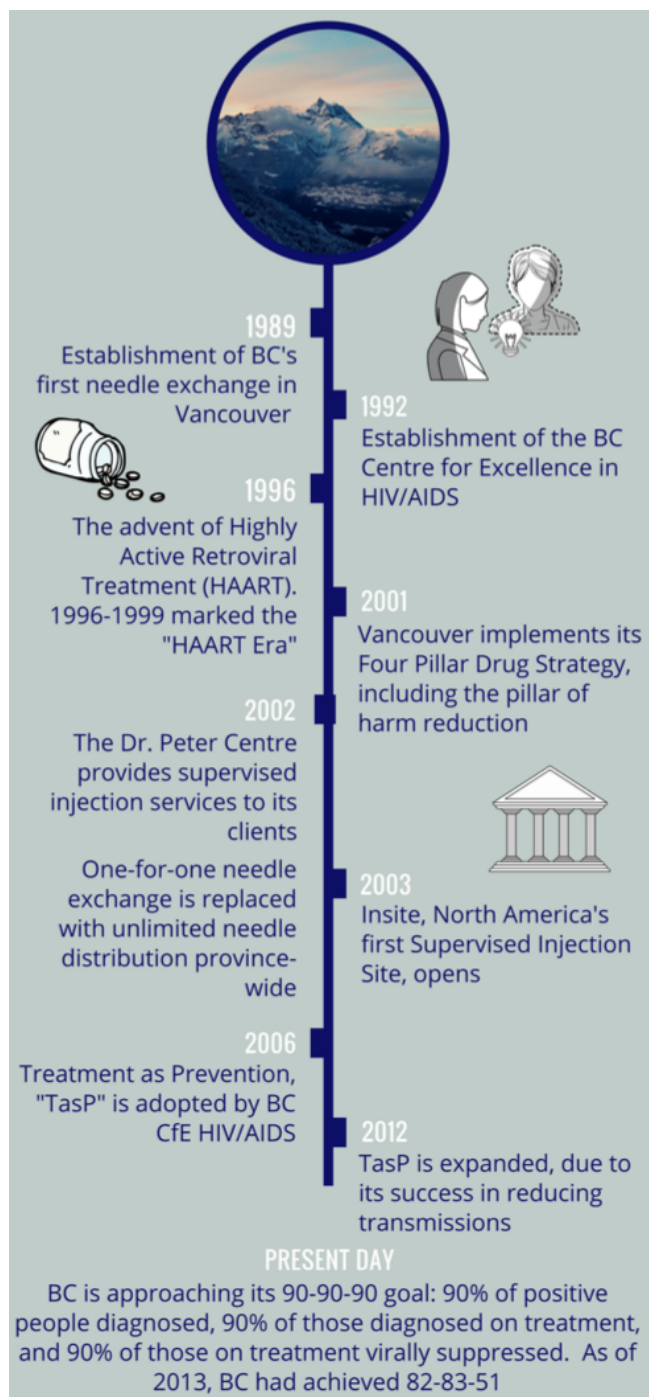 1989
Establishment of BC's
first needle exchange in
Vancouver
1992
Establishment of the BC
Centre for Excellence in
HIV/AIDS
1996
The advent of Highly
Active Retroviral
Treatment (HAART).
1996-1999 marked the
"HAART Era"
2001
Vancouver implements its
Four Pillar Drug Strategy,
including the pillar of
harm reduction
2002
The Dr. Peter Centre
provides supervised
injection services to its
clients
One-for-one needle
exchange is replaced
with unlimited needle
distribution province-
wide
2003
Insite, North America's
first Supervised Injection
Site, opens
2006
Treatment as Prevention,
"TasP" is adopted by BC
CfE HIV/AIDS
2012
TasP is expanded, due to
its success in reducing
transmissions
PRESENT DAY
BC is approaching its 90-90-90 goal: 90% of positive
people diagnosed, 90% of those diagnosed on treatment,
and 90% of those on treatment virally suppressed. As of
2013, BC had achieved 82-83-51